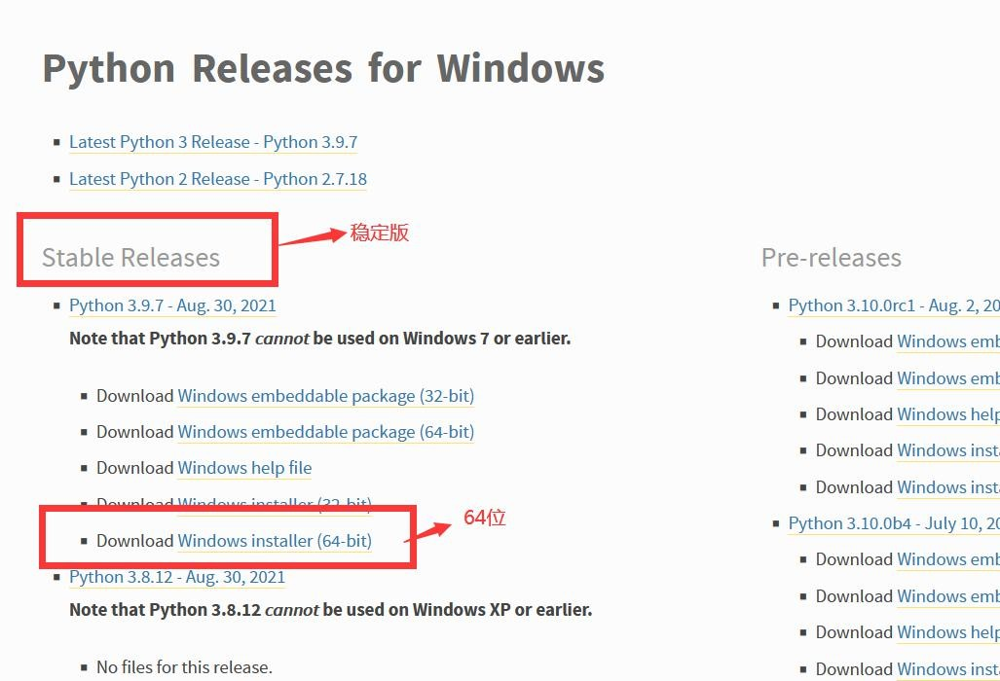 Python Releases for Windows
Latest Python 3 Release - Python 3.9.7
Latest Python 2 Release - Python 2.7.18
稳定版
Stable Releases
Python 3.9.7 - Aug. 30, 2021
Note that Python 3.9.7 cannot be used on Windows 7 or earlier.
Download Windows embeddable package (32-bit)
Download Windows embeddable package (64-bit)
Download Windows help file
Download Windows installer (32-bit)
64位
Download Windows installer (64-bit)
Python 3.8.12 - Aug. 30, 2021
Note that Python 3.8.12 cannot be used on Windows XP or earlier.
No files for this release.
Pre-releases
Python 3.10.0rc1 - Aug. 2, 20
Download Windows emb
Download Windows emb
Download Windows help
Download Windows inst
Download Windows inst
Python 3.10.0b4 - July 10, 20
Download Windows emb
Download Windows emb
Download Windows help
Download Windows inst